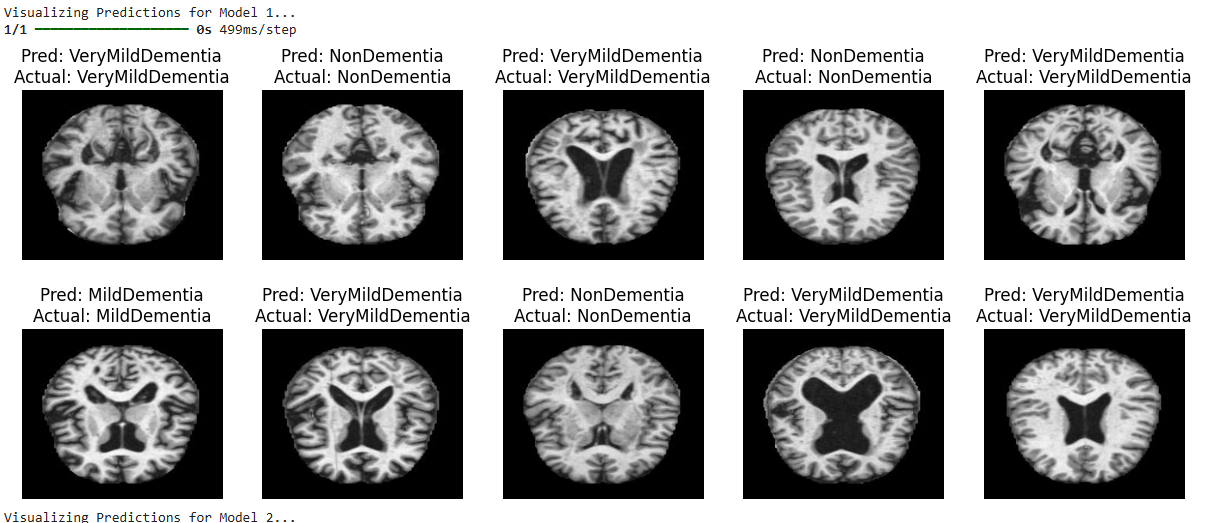 Visualizing Predictions for Model 1...
1/1 ━━━━━━━━━━━━━━━━━━━━ 0s 499ms/step
Pred: VeryMildDementia
Actual: VeryMildDementia
Pred: NonDementia
Actual: NonDementia
Pred: VeryMildDementia
Actual: VeryMildDementia
Pred: NonDementia
Actual: NonDementia
Pred: VeryMildDementia
Actual: VeryMildDementia
Pred: MildDementia
Actual: MildDementia
Pred: VeryMildDementia
Actual: VeryMildDementia
Pred: NonDementia
Actual: NonDementia
Pred: VeryMildDementia
Actual: VeryMildDementia
Pred: VeryMildDementia
Actual: VeryMildDementia
Visualizing Predictions for Model 2...